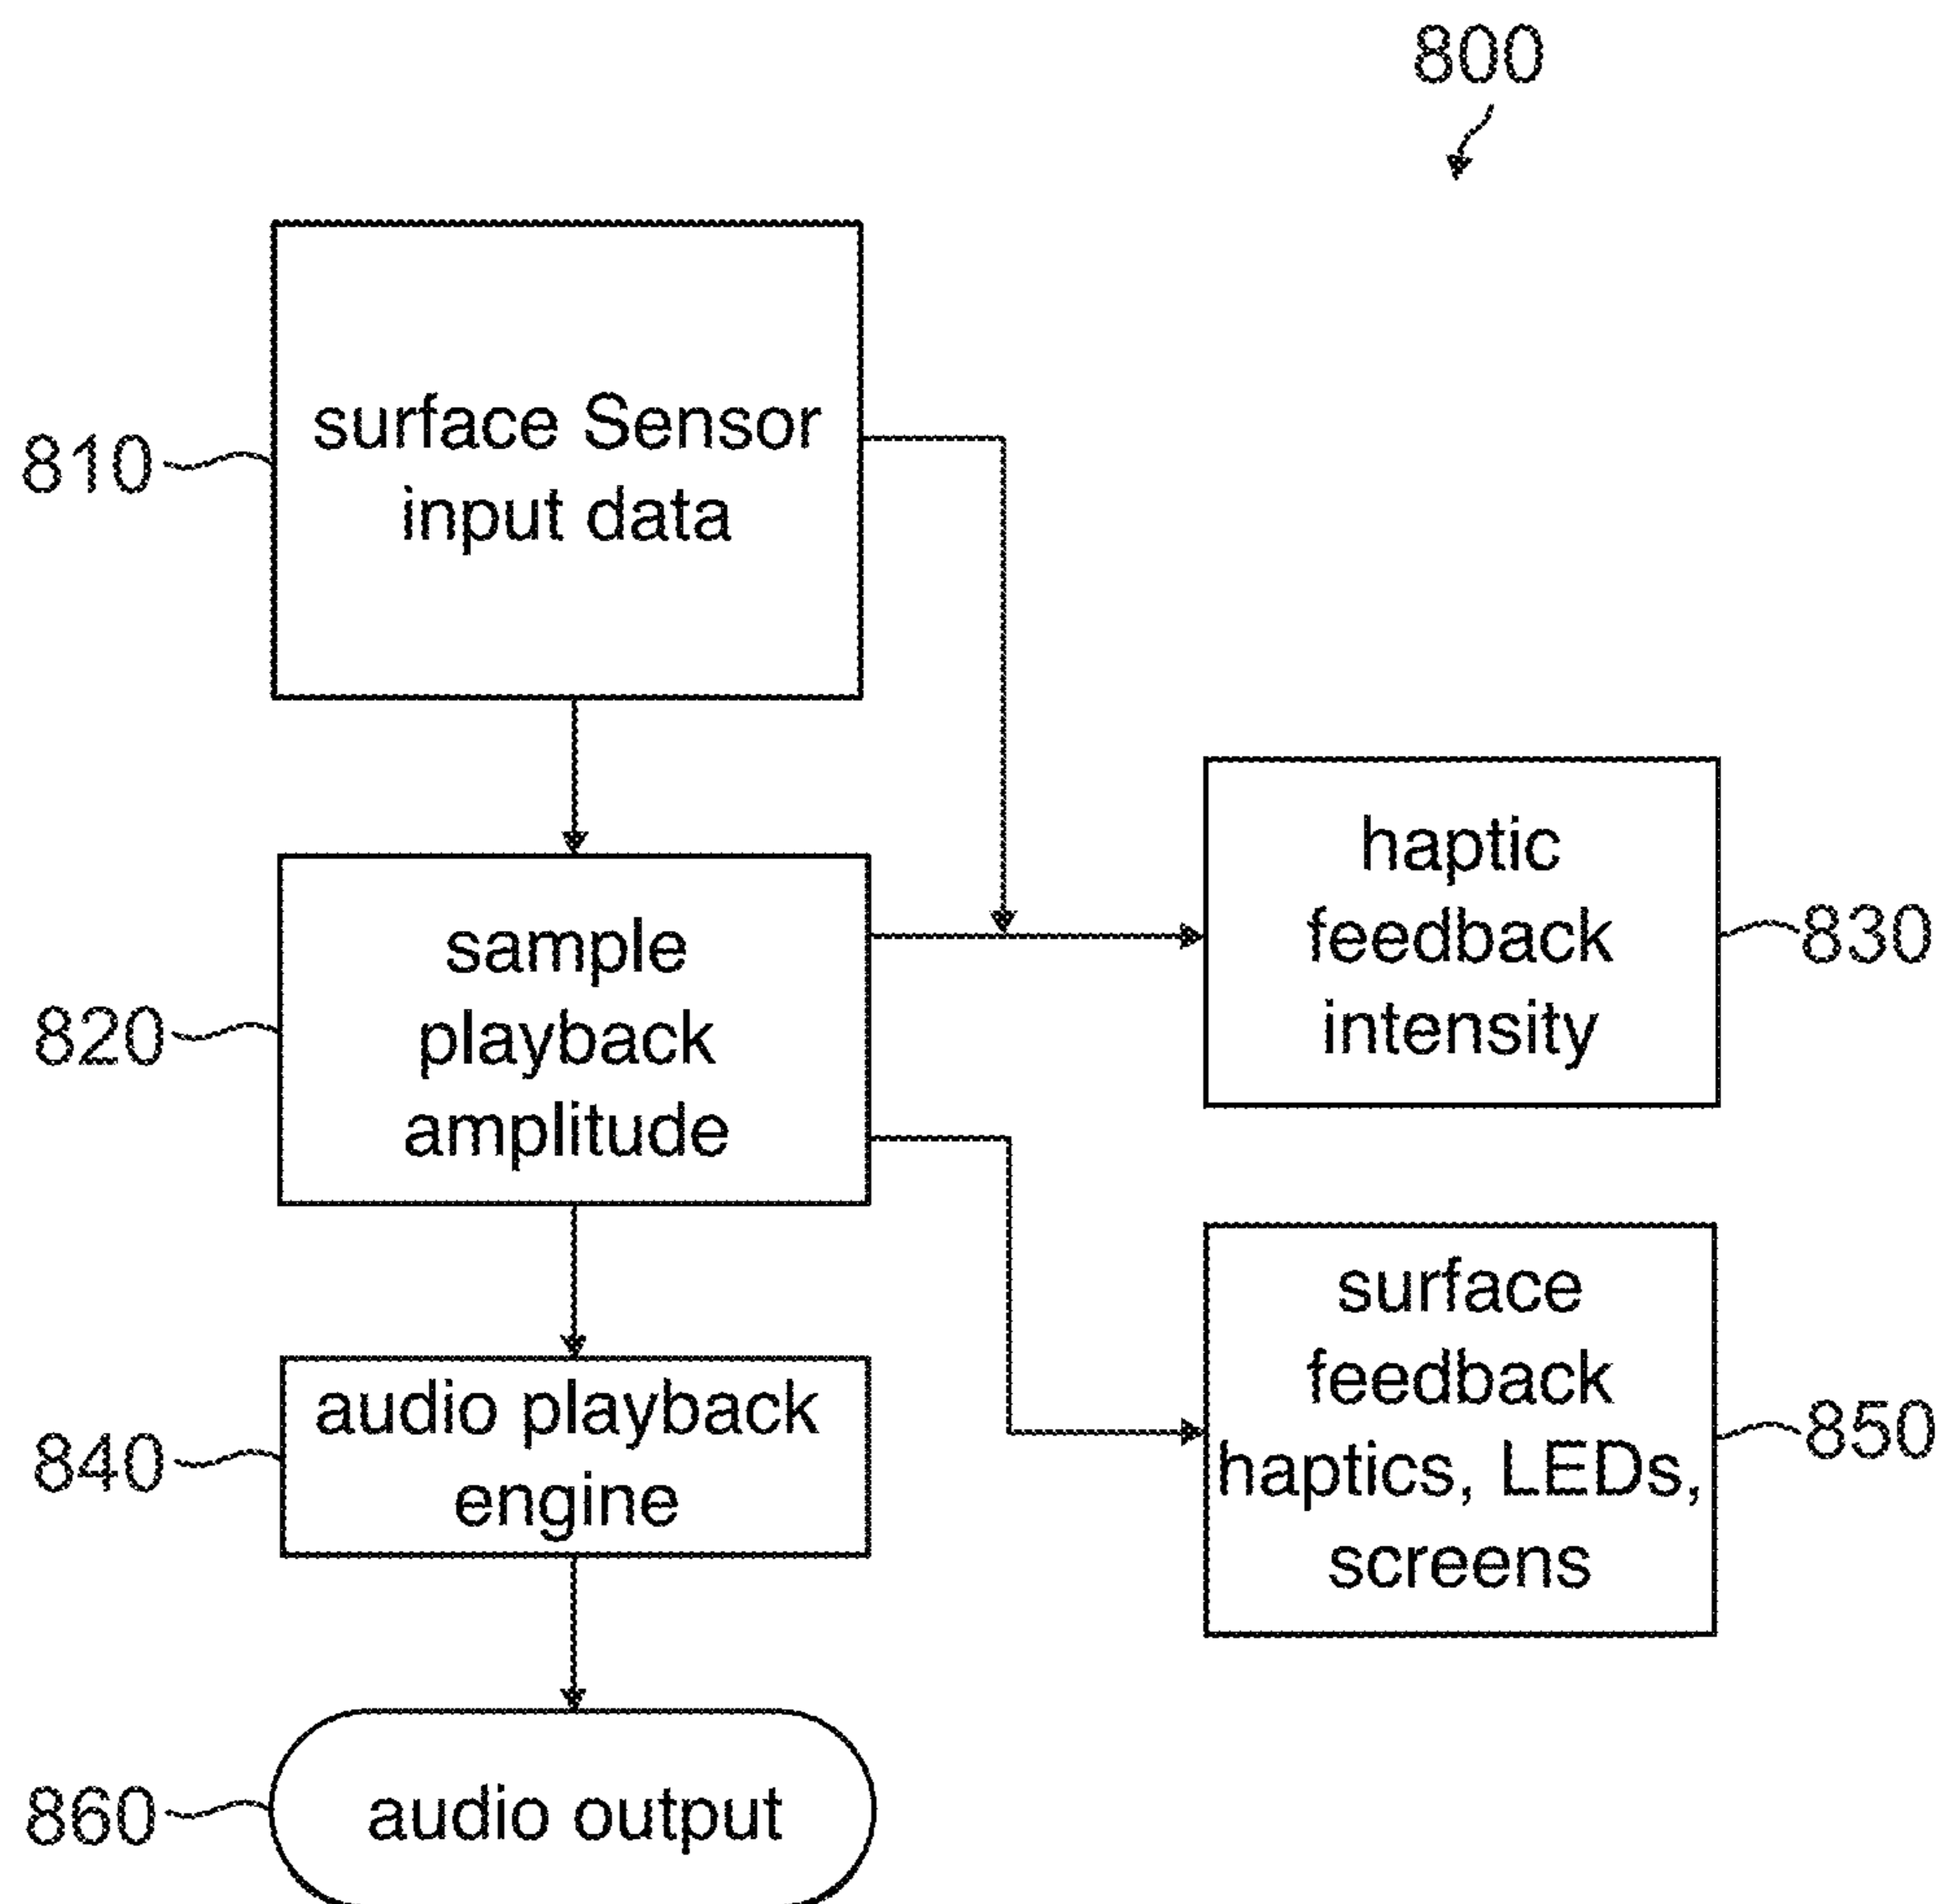 800
810
surface Sensor
input data
820
sample
playback
amplitude
haptic
feedback
intensity
830
840
audio playback
engine
surface
feedback
haptics, LEDs,
screens
850
860
audio output